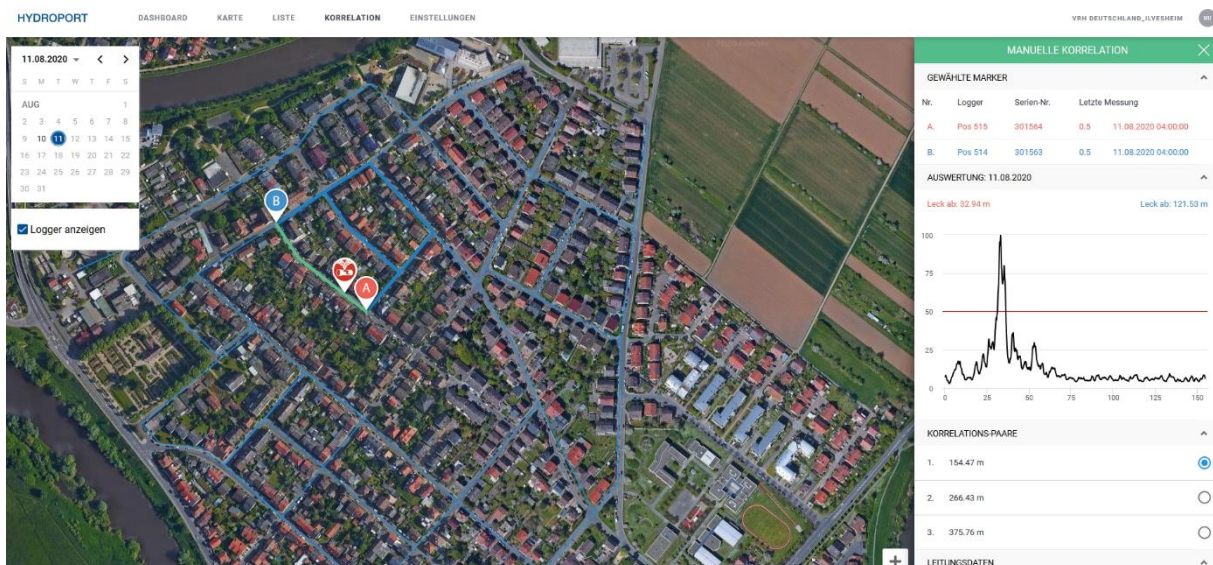 HYDROPORT DASHBOARD KARTE LISTE KORRELATION EINSTELLUNGEN VRH DEUTSCHLAND_ILVESHEIM
11.08.2020
S M T W T F S
AUG 1
2 3 4 5 6 7 8
9 10 11 12 13 14 15
16 17 18 19 20 21 22
23 24 25 26 27 28 29
30 31
Logger anzeigen
B
A
MANUELLE KORRELATION
GEWÄHLTE MARKER
Nr. Logger Serien-Nr. Letzte Messung
A. Pos 515 301564 0.5 11.08.2020 04:00:00
B. Pos 514 301563 0.5 11.08.2020 04:00:00
AUSWERTUNG: 11.08.2020
Leck ab: 32.94 m Leck ab: 121.53 m
100
75
50
25
0
0 25 50 75 100 125 150
KORRELATIONS-PAARE
1. 154.47 m
2. 266.43 m
3. 375.76 m
LEITUNGSDATEN